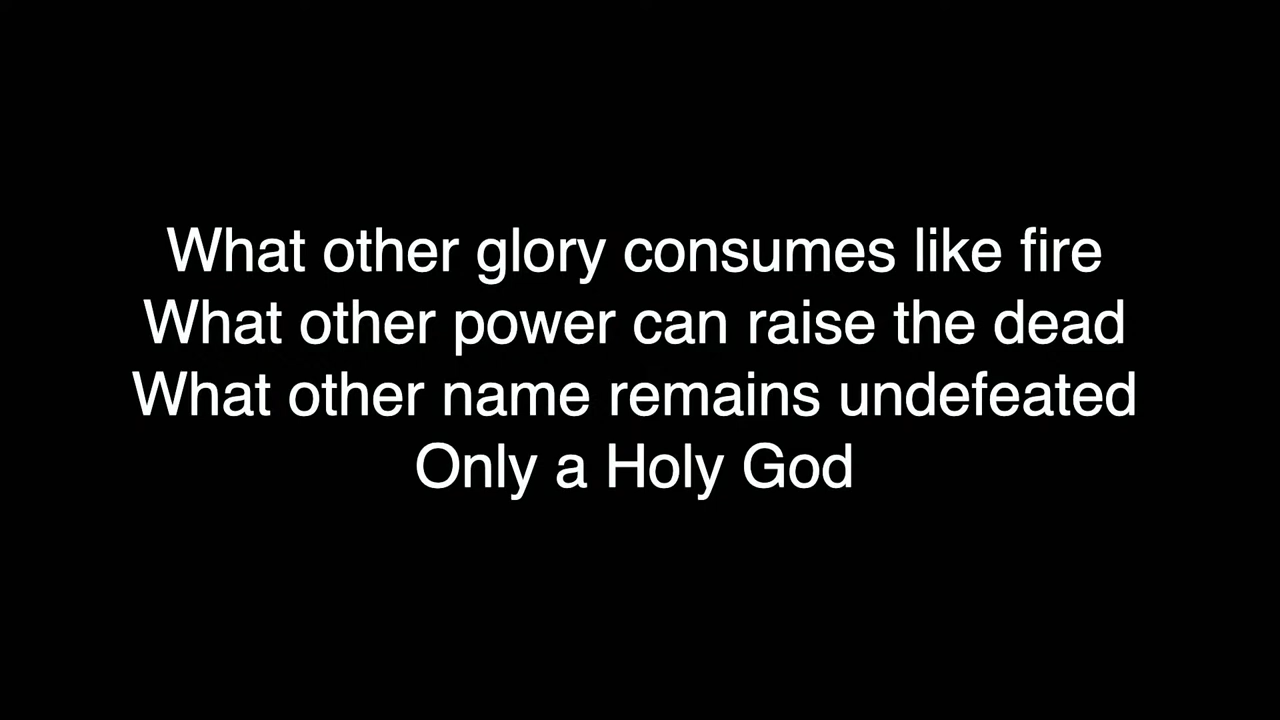 What other glory consumes like fire
What other power can raise the dead
What other name remains undefeated
Only a Holy God